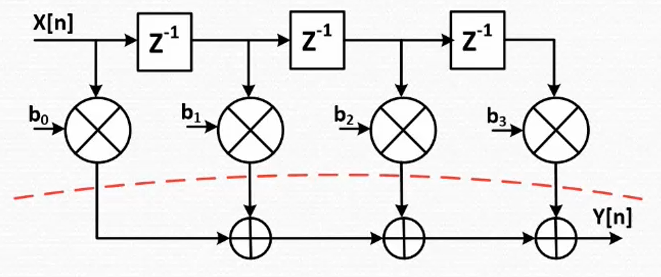 X[n]
Z⁻¹
Z⁻¹
Z⁻¹
b₀
b₁
b₂
b₃
Y[n]